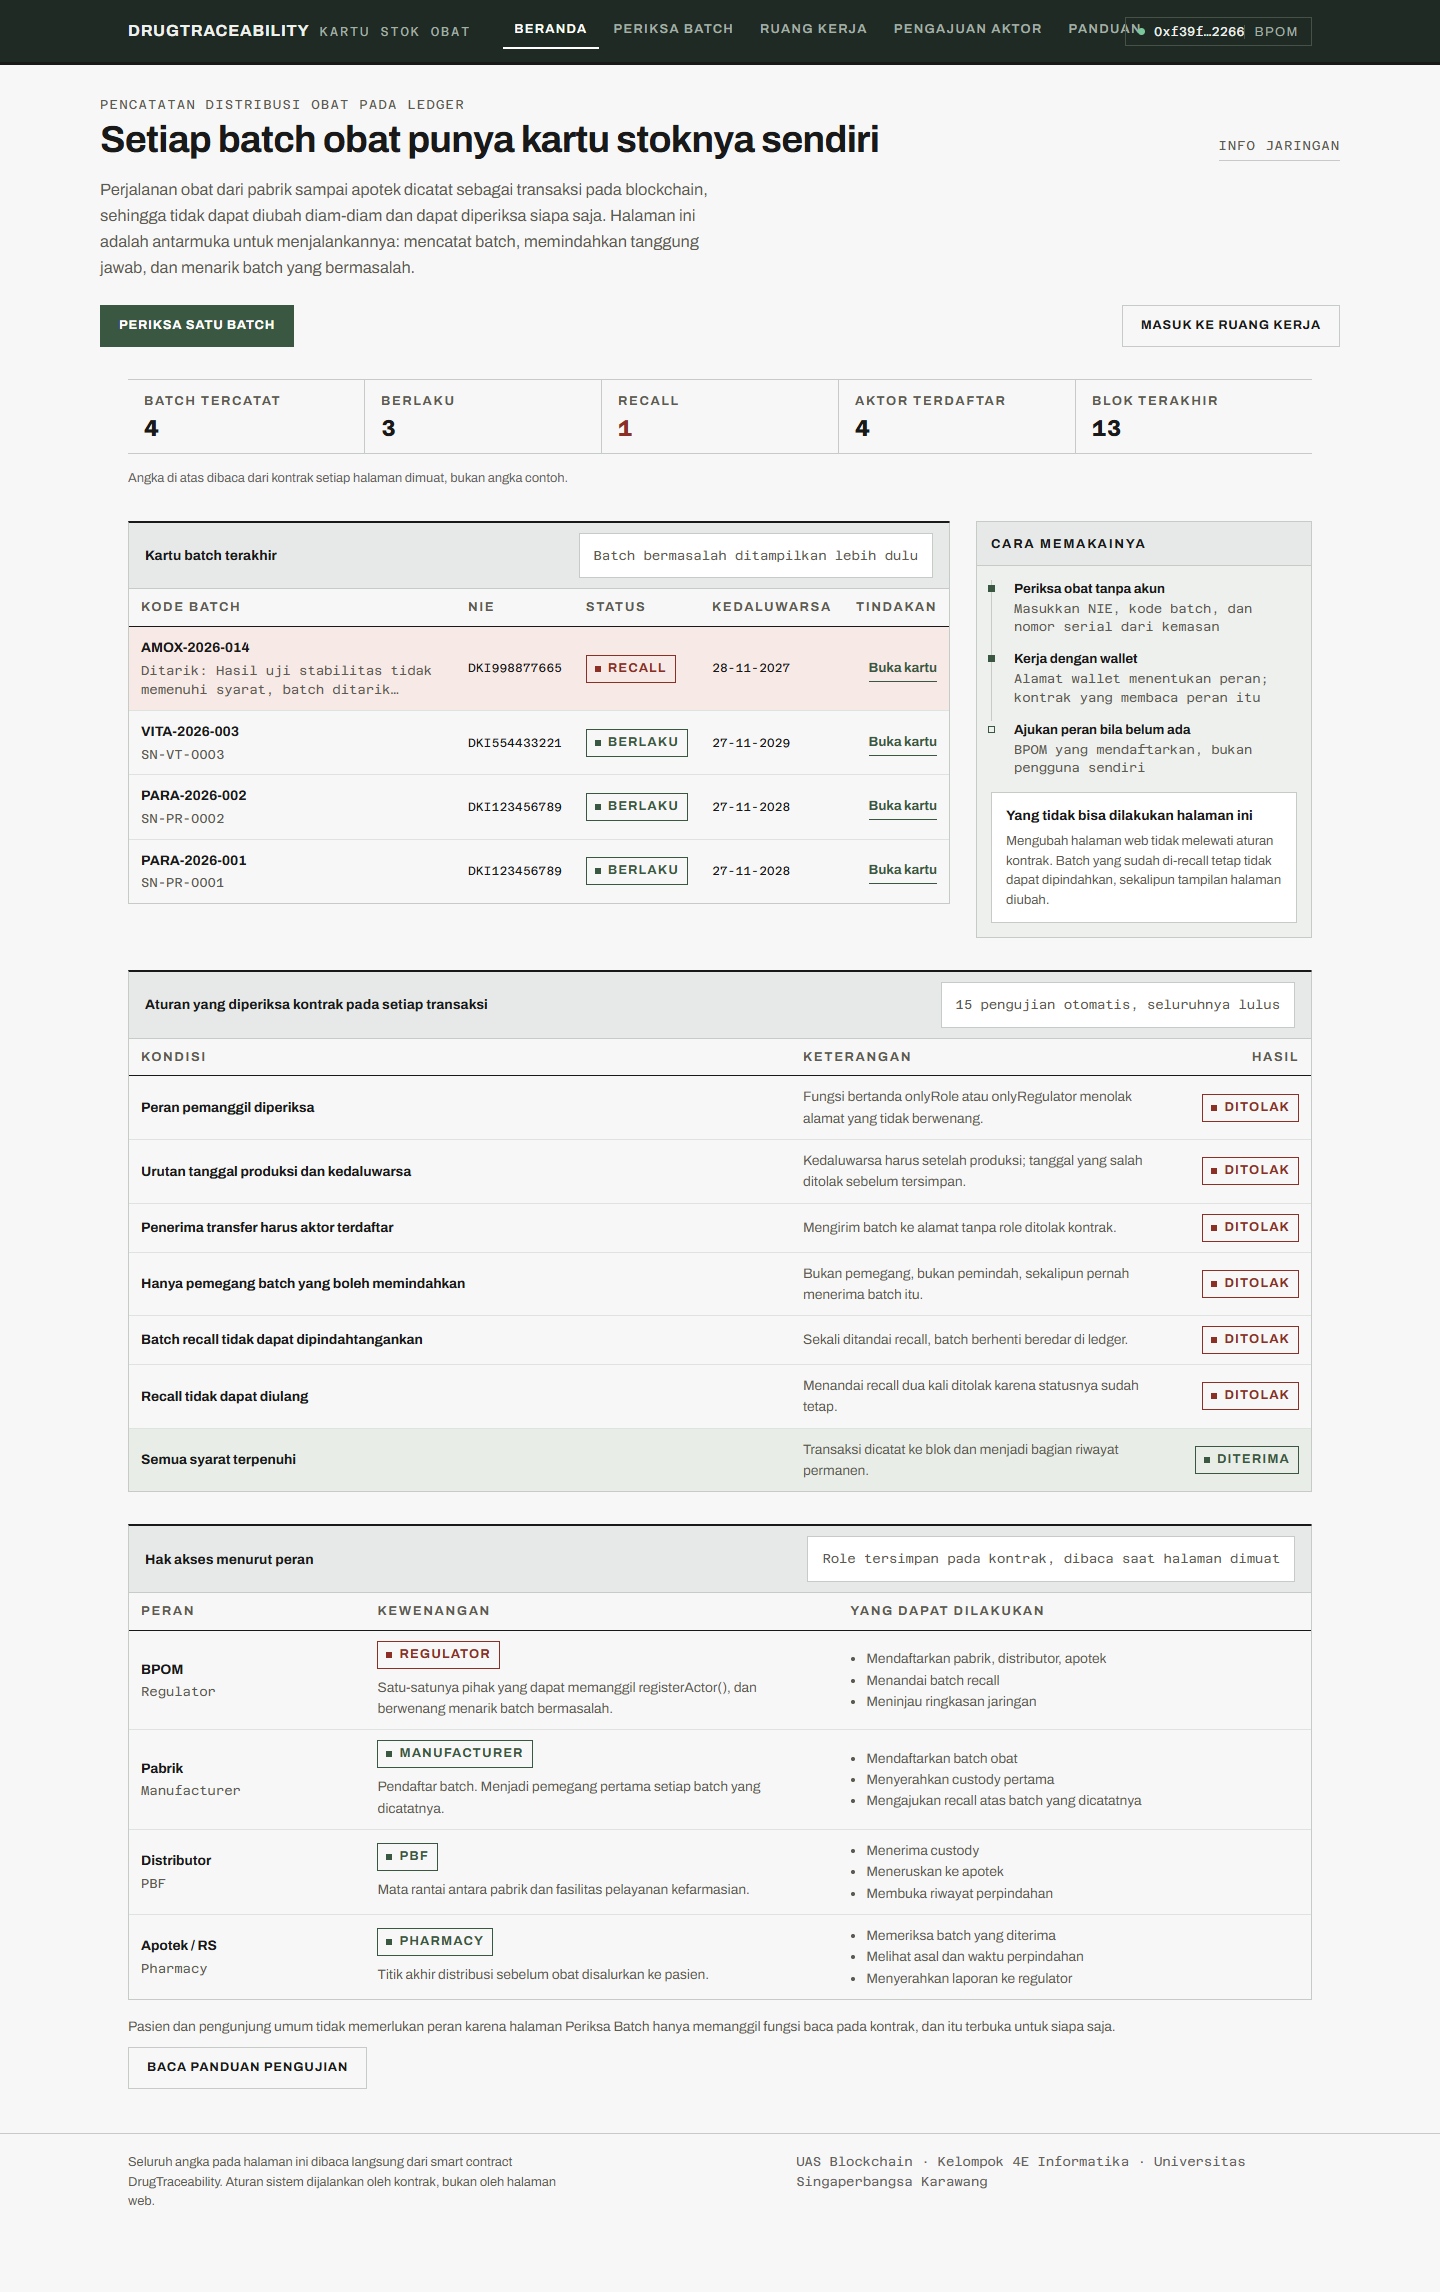 DRUGTRACEABILITY KARTU STOK OBAT BERANDA PERIKSA BATCH RUANG KERJA PENGAJUAN AKTOR PANDUAN 0xf39f…2266 BPOM
PENCATATAN DISTRIBUSI OBAT PADA LEDGER
Setiap batch obat punya kartu stoknya sendiri
INFO JARINGAN
Perjalanan obat dari pabrik sampai apotek dicatat sebagai transaksi pada blockchain,
sehingga tidak dapat diubah diam-diam dan dapat diperiksa siapa saja. Halaman ini
adalah antarmuka untuk menjalankannya: mencatat batch, memindahkan tanggung
jawab, dan menarik batch yang bermasalah.
PERIKSA SATU BATCH
MASUK KE RUANG KERJA
BATCH TERCATAT
4
BERLAKU
3
RECALL
1
AKTOR TERDAFTAR
4
BLOK TERAKHIR
13
Angka di atas dibaca dari kontrak setiap halaman dimuat, bukan angka contoh.
Kartu batch terakhir
Batch bermasalah ditampilkan lebih dulu
KODE BATCH NIE STATUS KEDALUWARSA TINDAKAN
AMOX-2026-014
Ditarik: Hasil uji stabilitas tidak
memenuhi syarat, batch ditarik…
DKI998877665 RECALL 28-11-2027 Buka kartu
VITA-2026-003
SN-VT-0003
DKI554433221 BERLAKU 27-11-2029 Buka kartu
PARA-2026-002
SN-PR-0002
DKI123456789 BERLAKU 27-11-2028 Buka kartu
PARA-2026-001
SN-PR-0001
DKI123456789 BERLAKU 27-11-2028 Buka kartu
CARA MEMAKAINYA
Periksa obat tanpa akun
Masukkan NIE, kode batch, dan
nomor serial dari kemasan
Kerja dengan wallet
Alamat wallet menentukan peran;
kontrak yang membaca peran itu
Ajukan peran bila belum ada
BPOM yang mendaftarkan, bukan
pengguna sendiri
Yang tidak bisa dilakukan halaman ini
Mengubah halaman web tidak melewati aturan
kontrak. Batch yang sudah di-recall tetap tidak
dapat dipindahkan, sekalipun tampilan halaman
diubah.
Aturan yang diperiksa kontrak pada setiap transaksi
15 pengujian otomatis, seluruhnya lulus
KONDISI KETERANGAN HASIL
Peran pemanggil diperiksa
Fungsi bertanda onlyRole atau onlyRegulator menolak
alamat yang tidak berwenang.
DITOLAK
Urutan tanggal produksi dan kedaluwarsa
Kedaluwarsa harus setelah produksi; tanggal yang salah
ditolak sebelum tersimpan.
DITOLAK
Penerima transfer harus aktor terdaftar
Mengirim batch ke alamat tanpa role ditolak kontrak.
DITOLAK
Hanya pemegang batch yang boleh memindahkan
Bukan pemegang, bukan pemindah, sekalipun pernah
menerima batch itu.
DITOLAK
Batch recall tidak dapat dipindahtangankan
Sekali ditandai recall, batch berhenti beredar di ledger.
DITOLAK
Recall tidak dapat diulang
Menandai recall dua kali ditolak karena statusnya sudah
tetap.
DITOLAK
Semua syarat terpenuhi
Transaksi dicatat ke blok dan menjadi bagian riwayat
permanen.
DITERIMA
Hak akses menurut peran
Role tersimpan pada kontrak, dibaca saat halaman dimuat
PERAN KEWENANGAN YANG DAPAT DILAKUKAN
BPOM
Regulator
REGULATOR
Satu-satunya pihak yang dapat memanggil registerActor(), dan
berwenang menarik batch bermasalah.
• Mendaftarkan pabrik, distributor, apotek
• Menandai batch recall
• Meninjau ringkasan jaringan
Pabrik
Manufacturer
MANUFACTURER
Pendaftar batch. Menjadi pemegang pertama setiap batch yang
dicatatnya.
• Mendaftarkan batch obat
• Menyerahkan custody pertama
• Mengajukan recall atas batch yang dicatatnya
Distributor
PBF
PBF
Mata rantai antara pabrik dan fasilitas pelayanan kefarmasian.
• Menerima custody
• Meneruskan ke apotek
• Membuka riwayat perpindahan
Apotek / RS
Pharmacy
PHARMACY
Titik akhir distribusi sebelum obat disalurkan ke pasien.
• Memeriksa batch yang diterima
• Melihat asal dan waktu perpindahan
• Menyerahkan laporan ke regulator
Pasien dan pengunjung umum tidak memerlukan peran karena halaman Periksa Batch hanya memanggil fungsi baca pada kontrak, dan itu terbuka untuk siapa saja.
BACA PANDUAN PENGUJIAN
Seluruh angka pada halaman ini dibaca langsung dari smart contract
DrugTraceability. Aturan sistem dijalankan oleh kontrak, bukan oleh halaman
web.
UAS Blockchain · Kelompok 4E Informatika · Universitas
Singaperbangsa Karawang